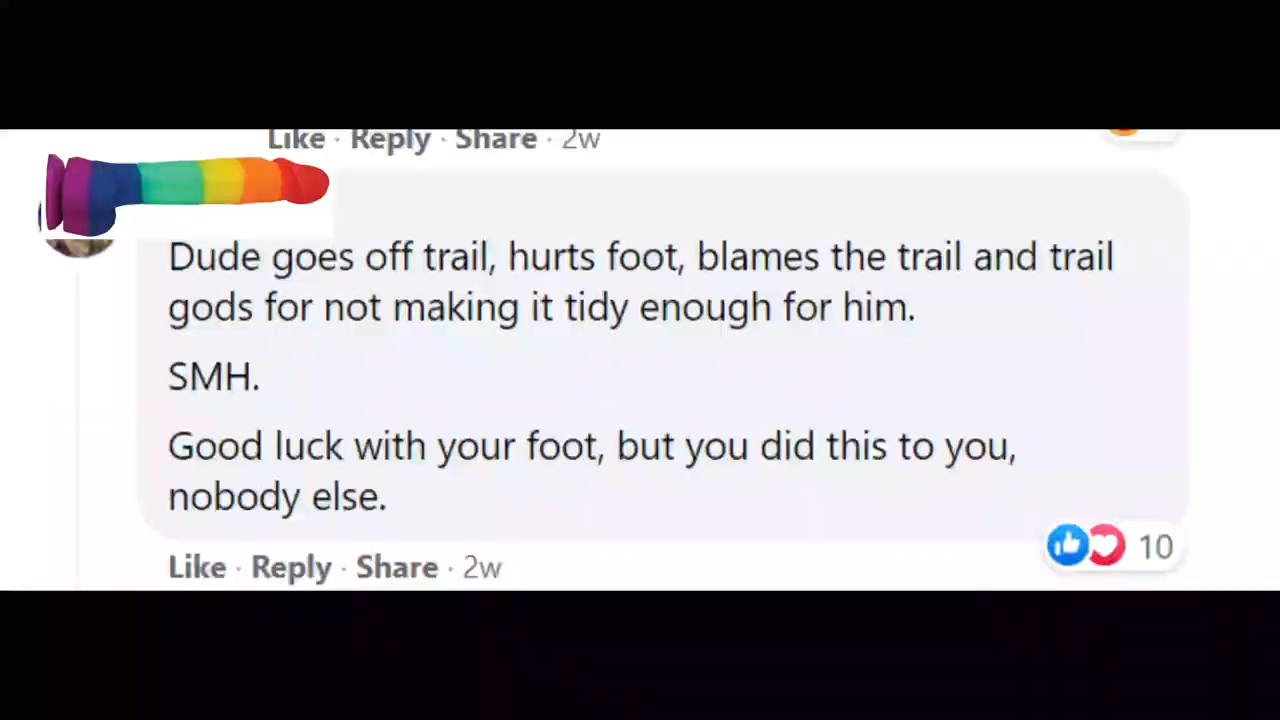 Like · Reply · Share · 2w
Dude goes off trail, hurts foot, blames the trail and trail
gods for not making it tidy enough for him.
SMH.
Good luck with your foot, but you did this to you,
nobody else.
Like · Reply · Share · 2w
10